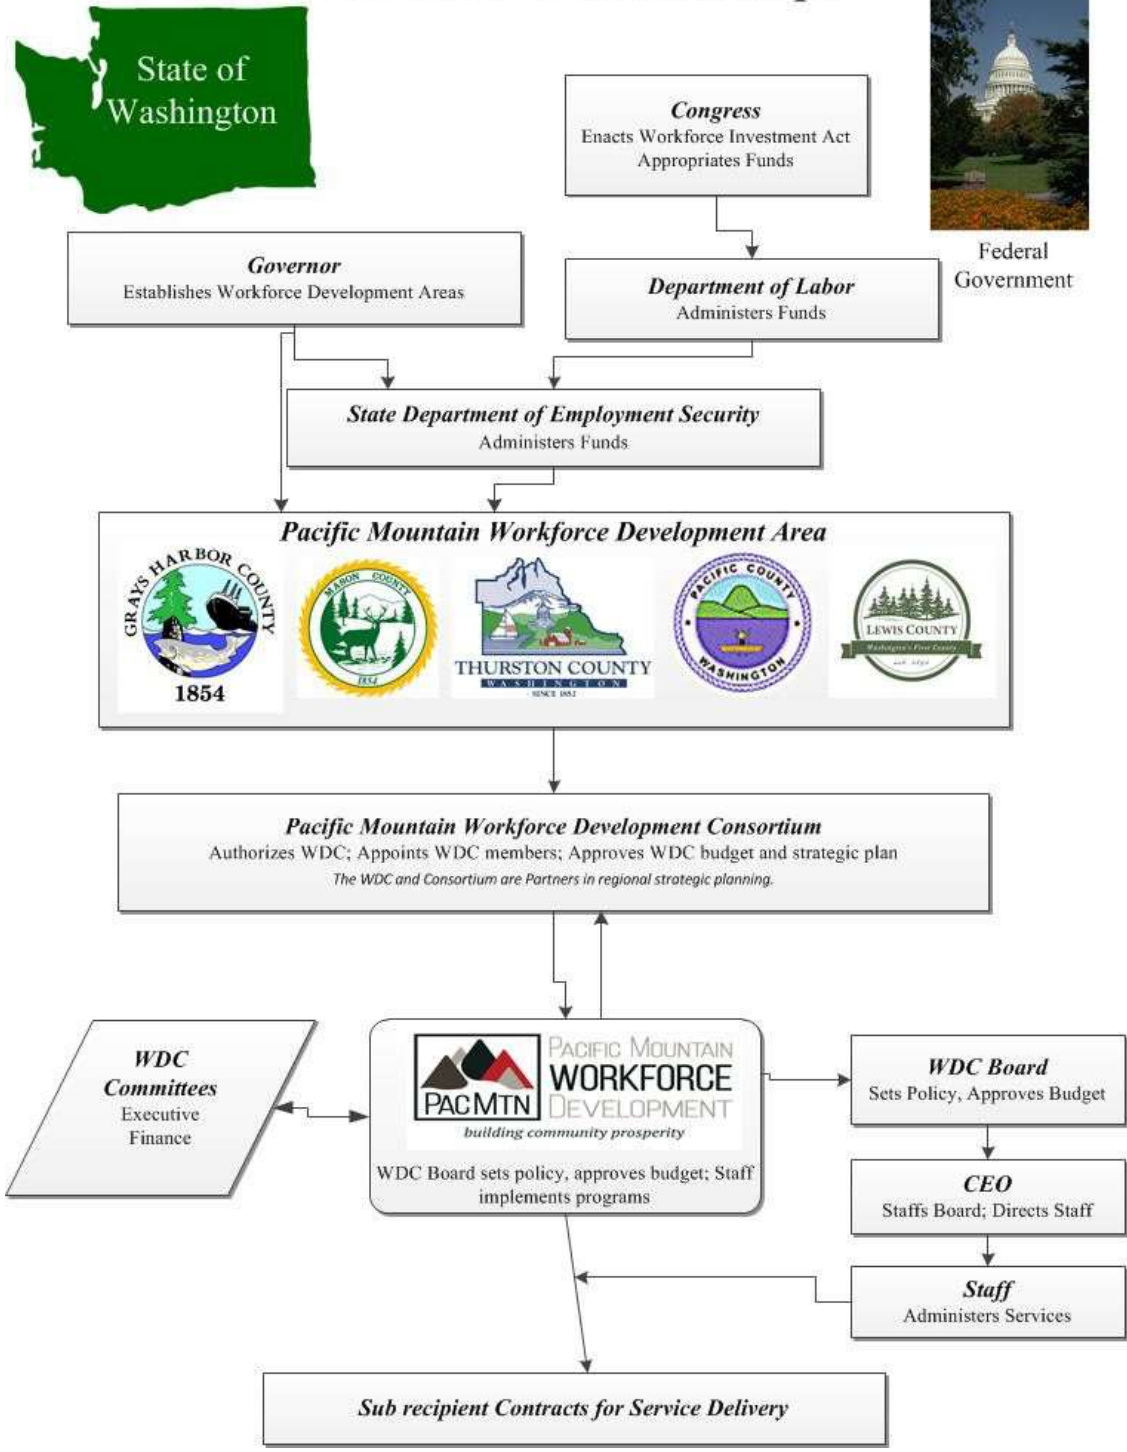 State of
Washington
Congress
Enacts Workforce Investment Act
Appropriates Funds
Federal
Government
Governor
Establishes Workforce Development Areas
Department of Labor
Administers Funds
State Department of Employment Security
Administers Funds
Pacific Mountain Workforce Development Area
GRAYS HARBOR COUNTY
1854
MASON COUNTY
1854
THURSTON COUNTY
WASHINGTON
SINCE 1852
PACIFIC COUNTY
WASHINGTON
LEWIS COUNTY
Washington's First County
Pacific Mountain Workforce Development Consortium
Authorizes WDC; Appoints WDC members; Approves WDC budget and strategic plan
The WDC and Consortium are Partners in regional strategic planning.
WDC
Committees
Executive
Finance
PACMTN
PACIFIC MOUNTAIN
WORKFORCE
DEVELOPMENT
building community prosperity
WDC Board sets policy, approves budget; Staff
implements programs
WDC Board
Sets Policy, Approves Budget
CEO
Staffs Board; Directs Staff
Staff
Administers Services
Sub recipient Contracts for Service Delivery